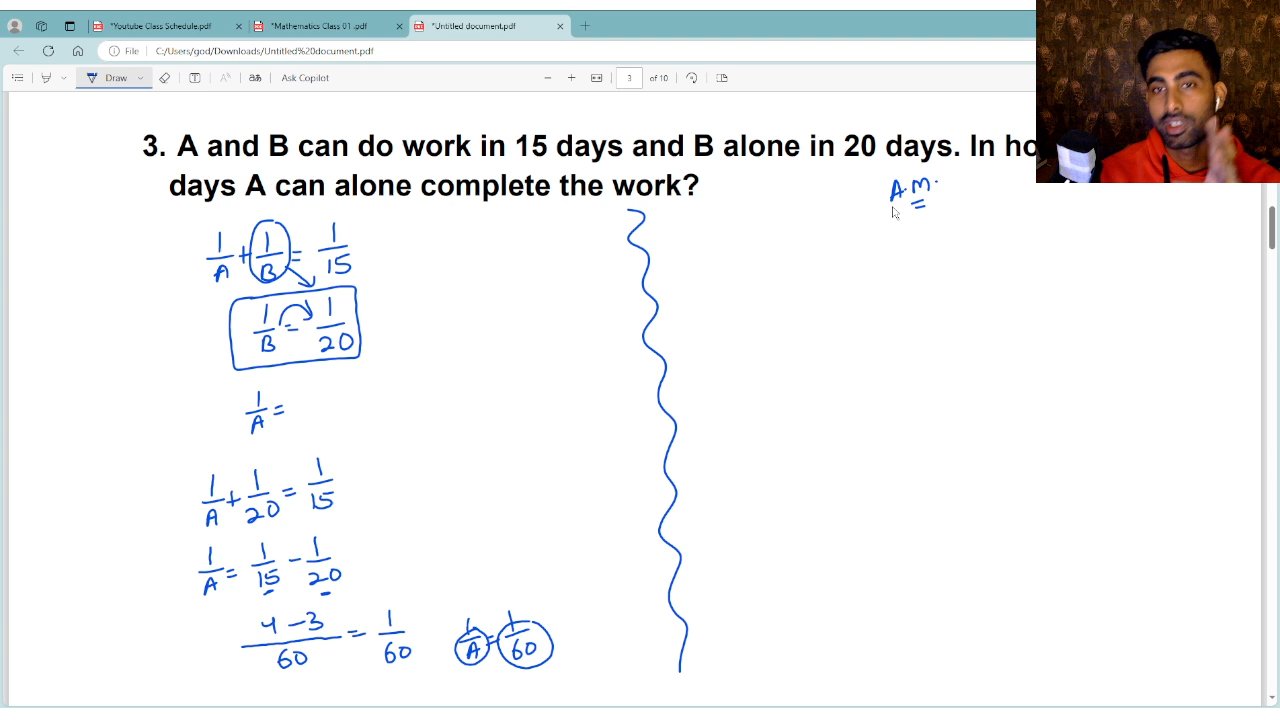 *Youtube Class Schedule.pdf
*Mathematics Class 01 .pdf
*Untitled document.pdf
File C:/Users/god/Downloads/Untitled%20document.pdf
Draw
Ask Copilot
3 of 10
3. A and B can do work in 15 days and B alone in 20 days. In ho
days A can alone complete the work?
A.M.
1/A + 1/B = 1/15
1/B = 1/20
1/A =
1/A + 1/20 = 1/15
1/A = 1/15 - 1/20
4-3/60 = 1/60
1/A = 1/60